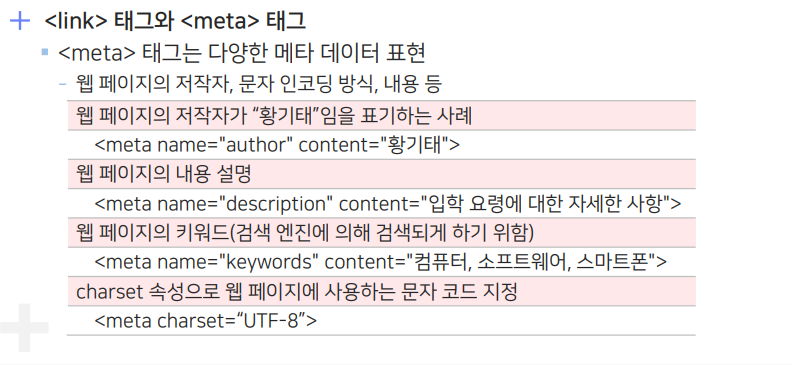 <link> 태그와 <meta> 태그
<meta> 태그는 다양한 메타 데이터 표현
- 웹 페이지의 저작자, 문자 인코딩 방식, 내용 등
웹 페이지의 저작자가 “황기태”임을 표기하는 사례
<meta name="author" content="황기태">
웹 페이지의 내용 설명
<meta name="description" content="입학 요령에 대한 자세한 사항">
웹 페이지의 키워드(검색 엔진에 의해 검색되게 하기 위함)
<meta name="keywords" content="컴퓨터, 소프트웨어, 스마트폰">
charset 속성으로 웹 페이지에 사용하는 문자 코드 지정
<meta charset=“UTF-8”>